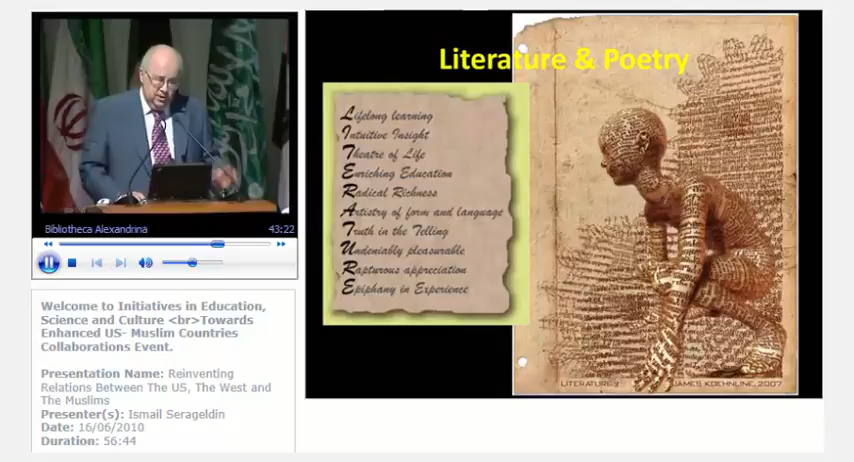 Literature & Poetry
Lifelong learning
Intuitive Insight
Theatre of Life
Enriching Education
Radical Richness
Artistry of form and language
Truth in the Telling
Undeniably pleasurable
Rapturous appreciation
Epiphany in Experience
LITERATURE
JAMES KOEHNLINE, 2007
Bibliotheca Alexandrina
43:22
Welcome to Initiatives in Education,
Science and Culture <br>Towards
Enhanced US- Muslim Countries
Collaborations Event.
Presentation Name: Reinventing
Relations Between The US, The West and
The Muslims
Presenter(s): Ismail Serageldin
Date: 16/06/2010
Duration: 56:44